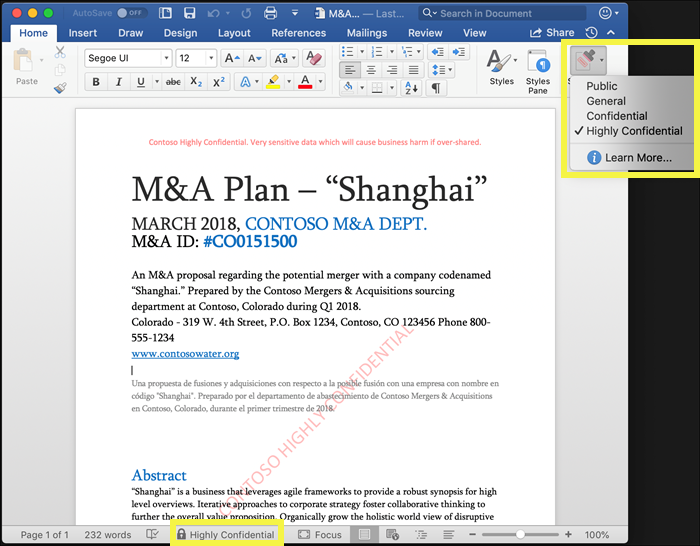 AutoSave OFF
M&A... — Last...
Search in Document
Home Insert Draw Design Layout References Mailings Review View Share
Paste
Segoe UI 12
Aa
B I U abc X₂ X²
Styles
Styles Pane
Public
General
Confidential
✓ Highly Confidential
Learn More...
Contoso Highly Confidential. Very sensitive data which will cause business harm if over-shared.
M&A Plan – “Shanghai”
MARCH 2018, CONTOSO M&A DEPT.
M&A ID: #CO0151500
An M&A proposal regarding the potential merger with a company codenamed
“Shanghai.” Prepared by the Contoso Mergers & Acquisitions sourcing
department at Contoso, Colorado during Q1 2018.
Colorado - 319 W. 4th Street, P.O. Box 1234, Contoso, CO 123456 Phone 800-
555-1234
www.contosowater.org
Una propuesta de fusiones y adquisiciones con respecto a la posible fusión con una empresa con nombre en
código "Shanghai". Preparado por el departamento de abastecimiento de Contoso Mergers & Acquisitions
en Contoso, Colorado, durante el primer trimestre de 2018.
CONTOSO HIGHLY CONFIDENTIAL
Abstract
“Shanghai” is a business that leverages agile frameworks to provide a robust synopsis for high
level overviews. Iterative approaches to corporate strategy foster collaborative thinking to
further the overall value proposition. Organically grow the holistic world view of disruptive
Page 1 of 1 232 words Highly Confidential Focus 100%